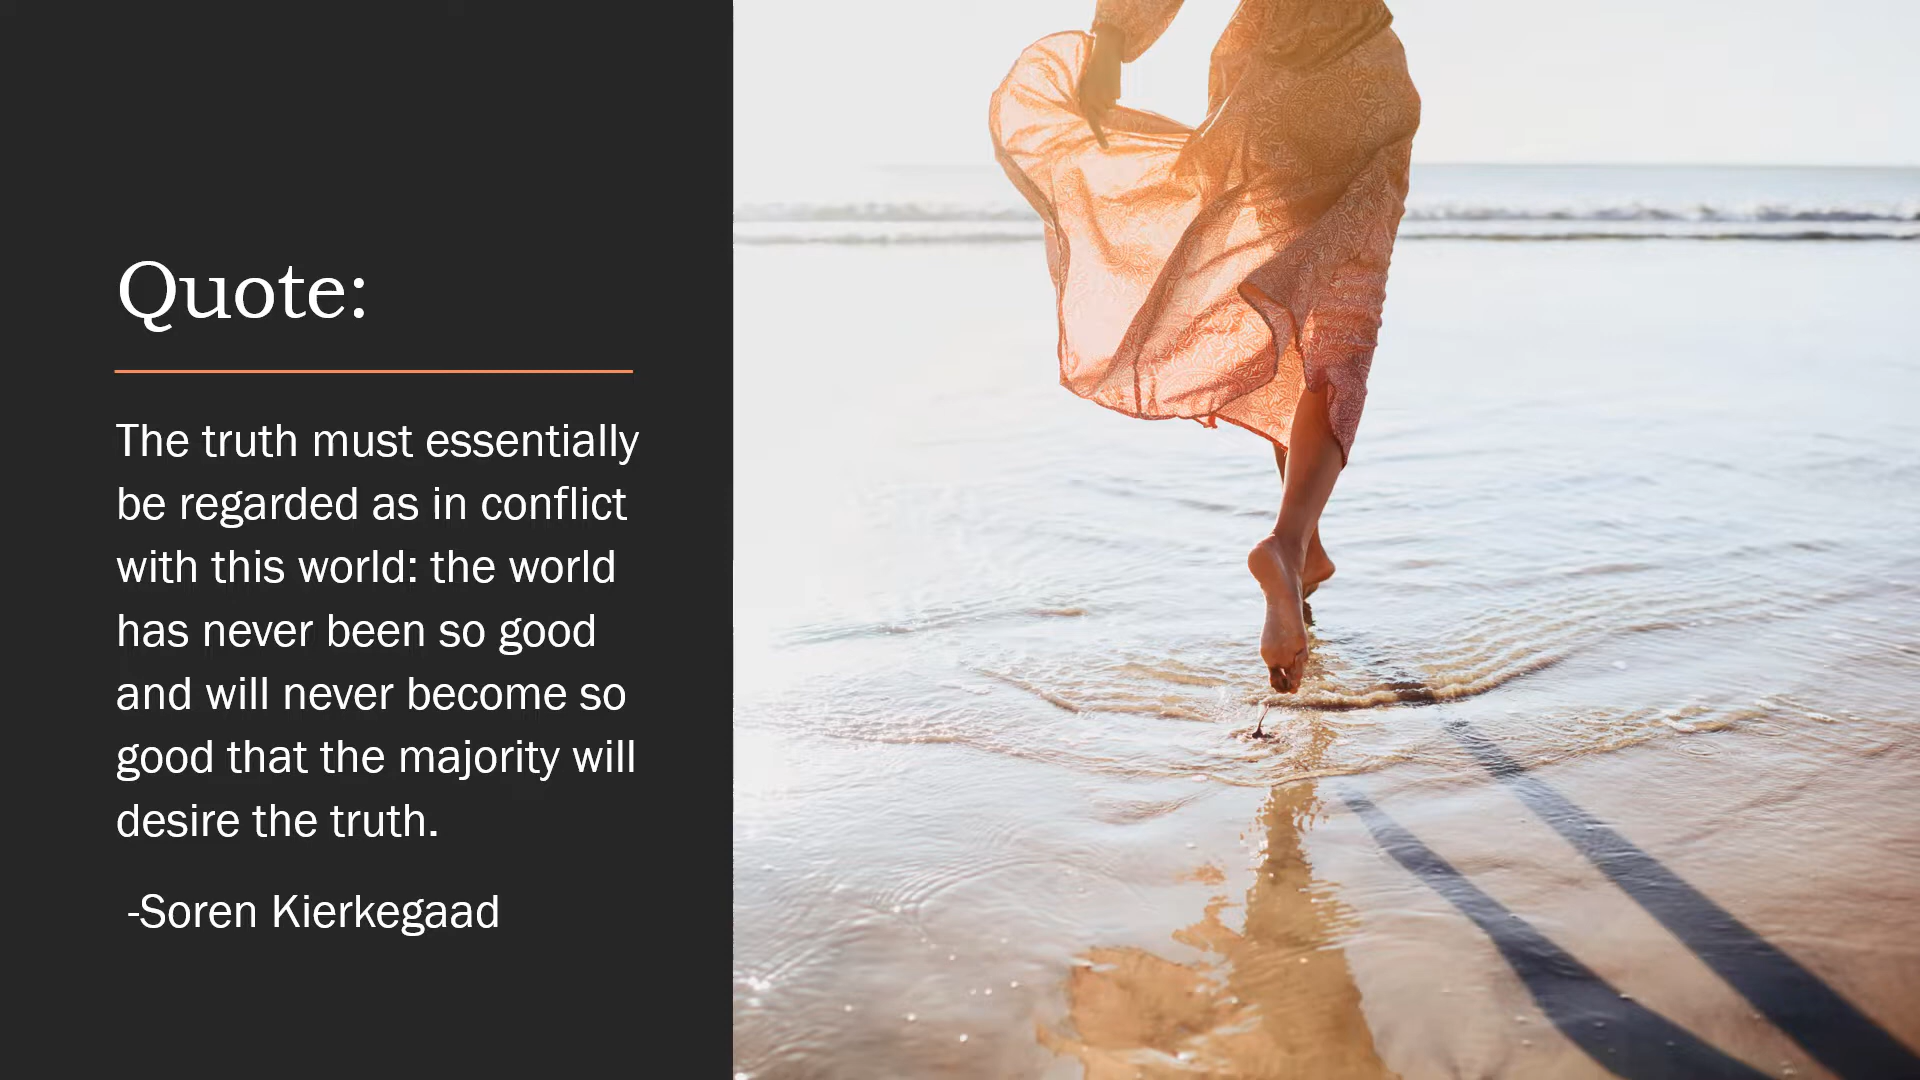 Quote:
The truth must essentially
be regarded as in conflict
with this world: the world
has never been so good
and will never become so
good that the majority will
desire the truth.
-Soren Kierkegaad